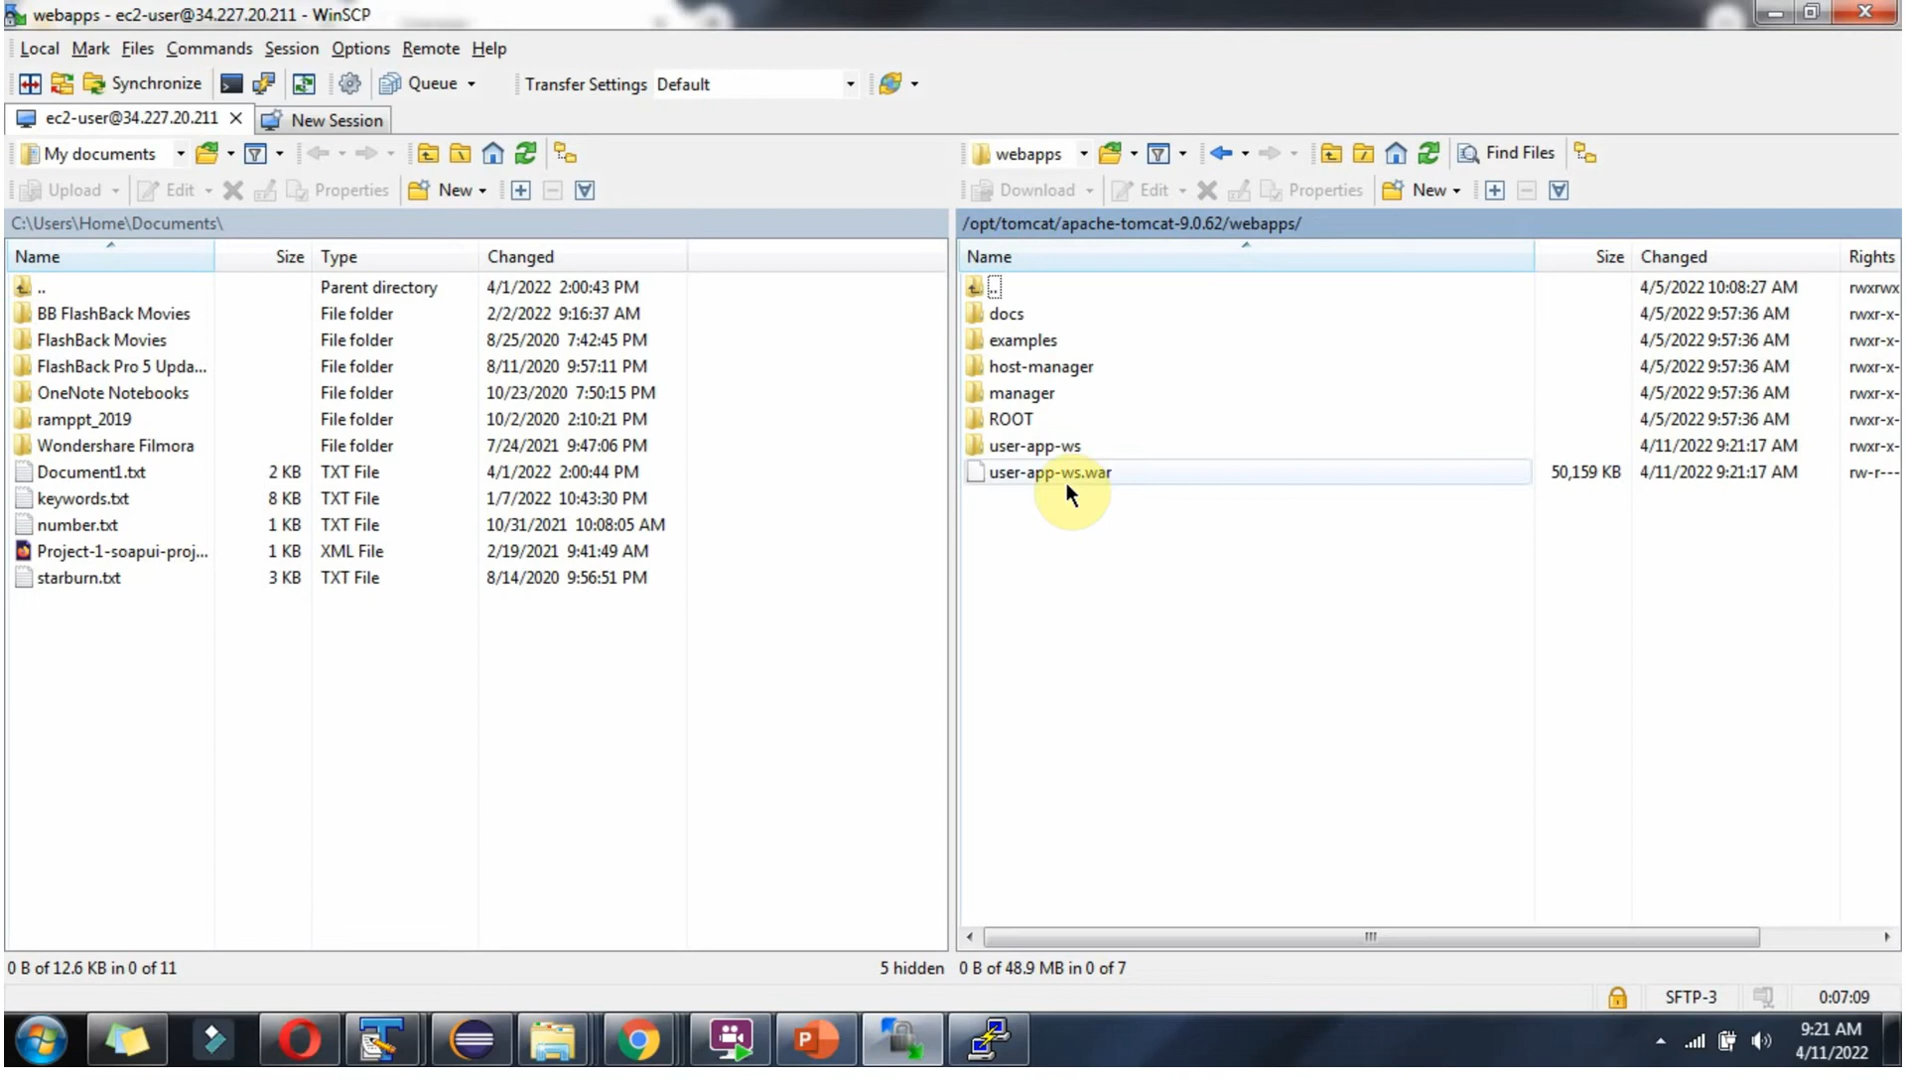 webapps - ec2-user@34.227.20.211 - WinSCP
Local Mark Files Commands Session Options Remote Help
Synchronize Queue Transfer Settings Default
ec2-user@34.227.20.211 New Session
My documents webapps Find Files
Upload Edit Properties New Download Edit Properties New
C:\Users\Home\Documents\ /opt/tomcat/apache-tomcat-9.0.62/webapps/
Name Size Type Changed Name Size Changed Rights
.. Parent directory 4/1/2022 2:00:43 PM .. 4/5/2022 10:08:27 AM rwxrwx
BB FlashBack Movies File folder 2/2/2022 9:16:37 AM docs 4/5/2022 9:57:36 AM rwxr-x-
FlashBack Movies File folder 8/25/2020 7:42:45 PM examples 4/5/2022 9:57:36 AM rwxr-x-
FlashBack Pro 5 Upda... File folder 8/11/2020 9:57:11 PM host-manager 4/5/2022 9:57:36 AM rwxr-x-
OneNote Notebooks File folder 10/23/2020 7:50:15 PM manager 4/5/2022 9:57:36 AM rwxr-x-
ramppt_2019 File folder 10/2/2020 2:10:21 PM ROOT 4/5/2022 9:57:36 AM rwxr-x-
Wondershare Filmora File folder 7/24/2021 9:47:06 PM user-app-ws 4/11/2022 9:21:17 AM rwxr-x-
Document1.txt 2 KB TXT File 4/1/2022 2:00:44 PM user-app-ws.war 50,159 KB 4/11/2022 9:21:17 AM rw-r---
keywords.txt 8 KB TXT File 1/7/2022 10:43:30 PM
number.txt 1 KB TXT File 10/31/2021 10:08:05 AM
Project-1-soapui-proj... 1 KB XML File 2/19/2021 9:41:49 AM
starburn.txt 3 KB TXT File 8/14/2020 9:56:51 PM
0 B of 12.6 KB in 0 of 11 5 hidden 0 B of 48.9 MB in 0 of 7
SFTP-3 0:07:09
9:21 AM
4/11/2022